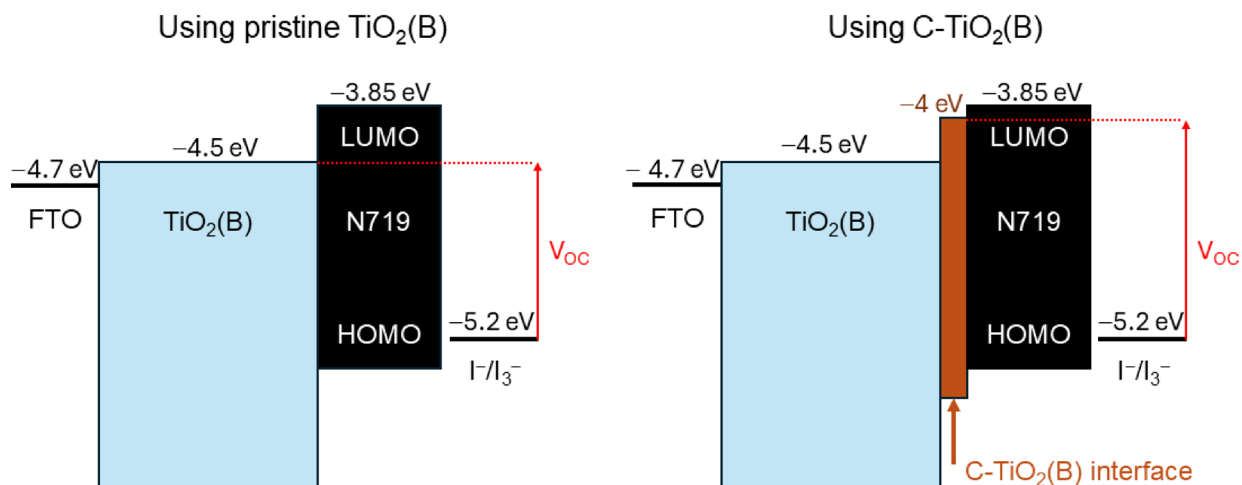 Using pristine TiO₂(B)
−3.85 eV
LUMO
−4.5 eV
−4.7 eV
FTO
TiO₂(B)
N719
V_OC
HOMO
−5.2 eV
I⁻/I₃⁻
Using C-TiO₂(B)
−4 eV
−3.85 eV
LUMO
−4.5 eV
− 4.7 eV
FTO
TiO₂(B)
N719
V_OC
HOMO
−5.2 eV
I⁻/I₃⁻
C-TiO₂(B) interface